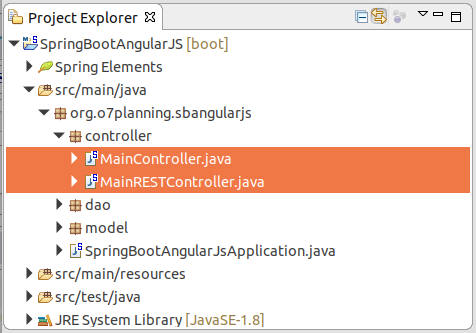 Project Explorer
SpringBootAngularJS [boot]
Spring Elements
src/main/java
org.o7planning.sbangularjs
controller
MainController.java
MainRESTController.java
dao
model
SpringBootAngularJsApplication.java
src/main/resources
src/test/java
JRE System Library [JavaSE-1.8]